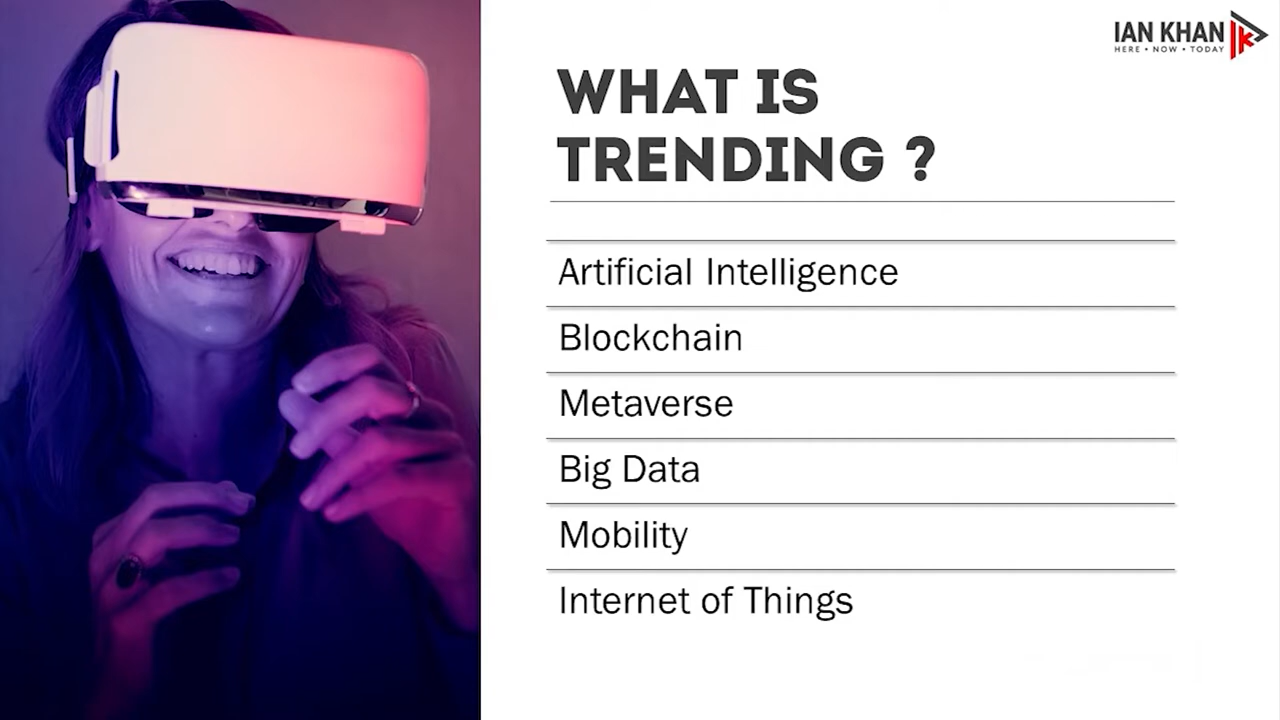 IAN KHAN
HERE • NOW • TODAY
WHAT IS
TRENDING ?
Artificial Intelligence
Blockchain
Metaverse
Big Data
Mobility
Internet of Things